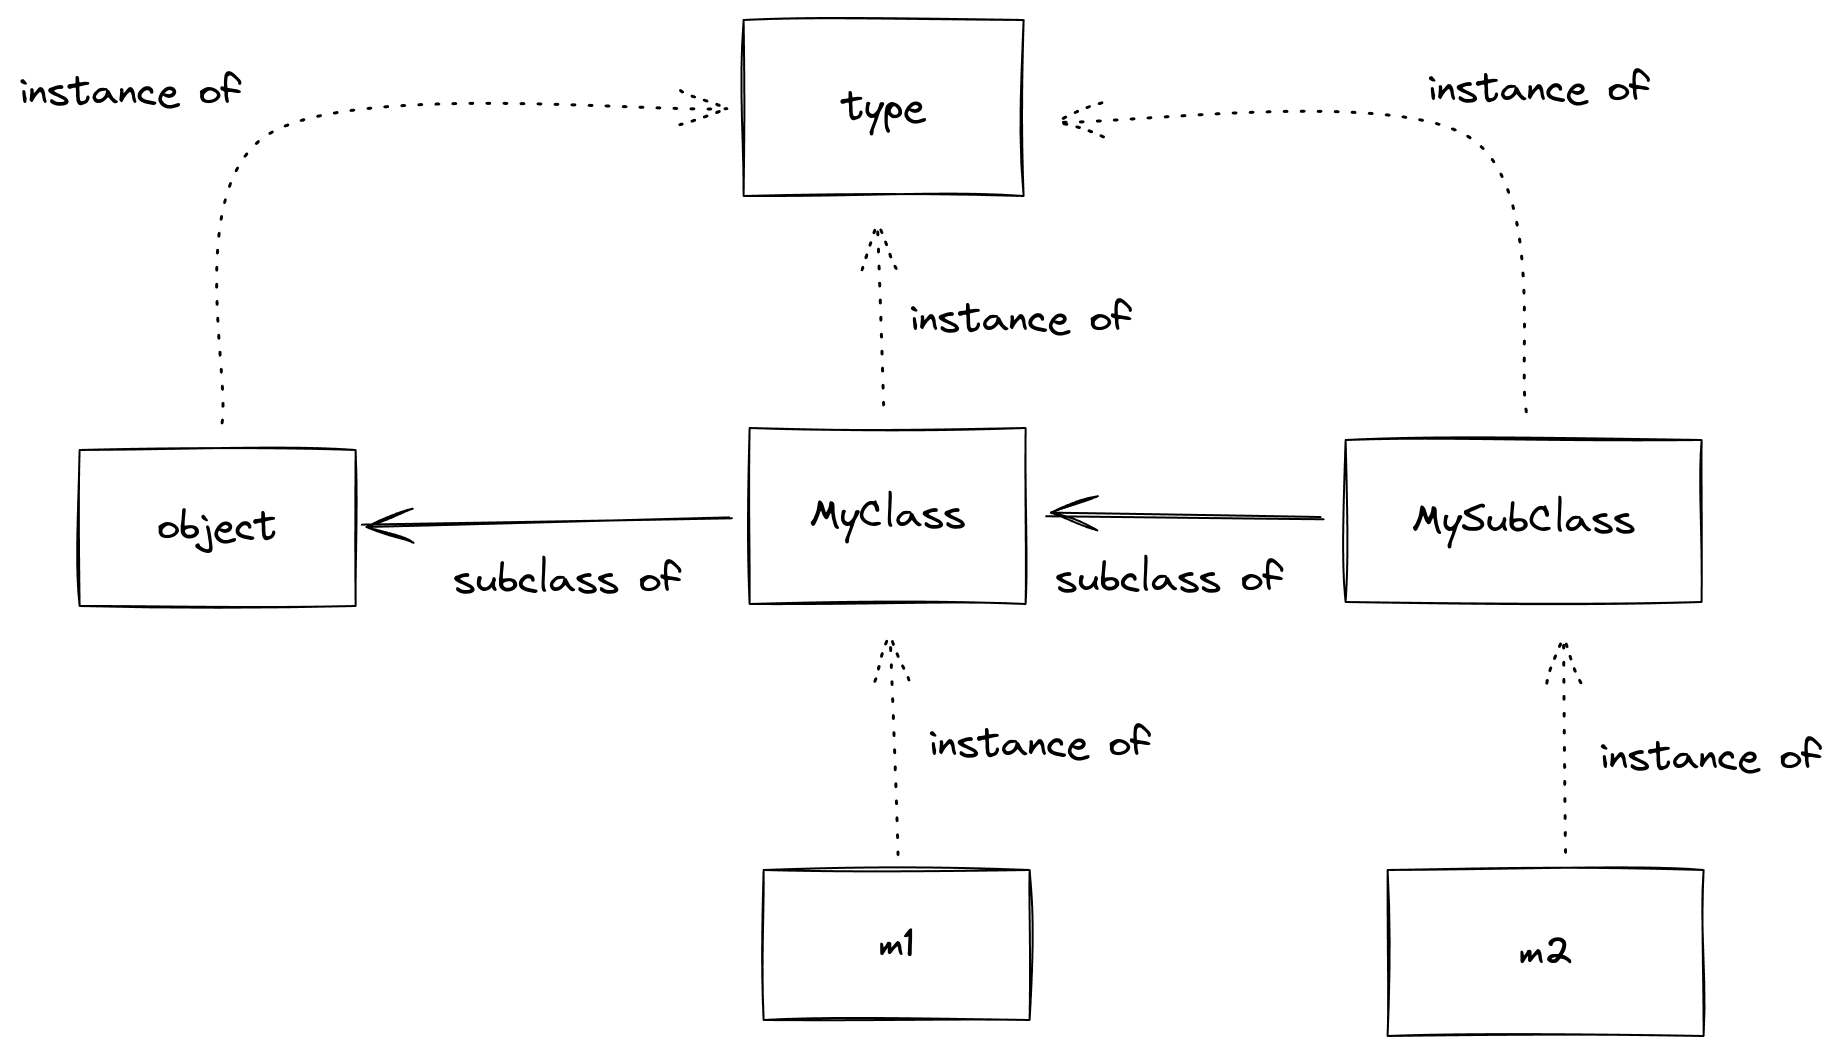 instance of
type
instance of
instance of
object
subclass of
MyClass
subclass of
MySubClass
instance of
instance of
m1
m2